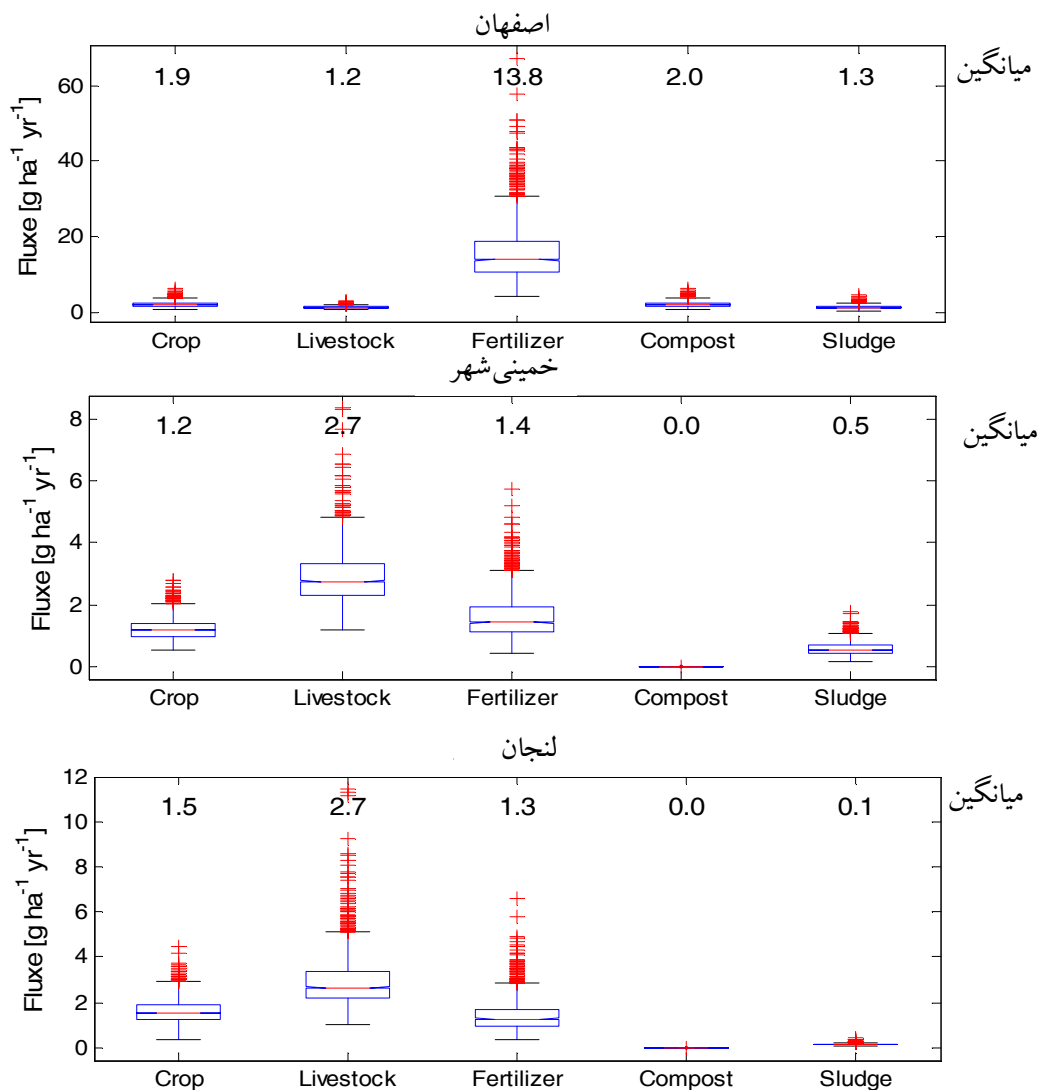 اصفهان
میانگین
1.9 1.2 13.8 2.0 1.3
Fluxe [g ha-1 yr-1]
60
40
20
0
Crop Livestock Fertilizer Compost Sludge
خمینی‌شهر
میانگین
1.2 2.7 1.4 0.0 0.5
Fluxe [g ha-1 yr-1]
8
6
4
2
0
Crop Livestock Fertilizer Compost Sludge
لنجان
میانگین
1.5 2.7 1.3 0.0 0.1
Fluxe [g ha-1 yr-1]
12
10
8
6
4
2
0
Crop Livestock Fertilizer Compost Sludge